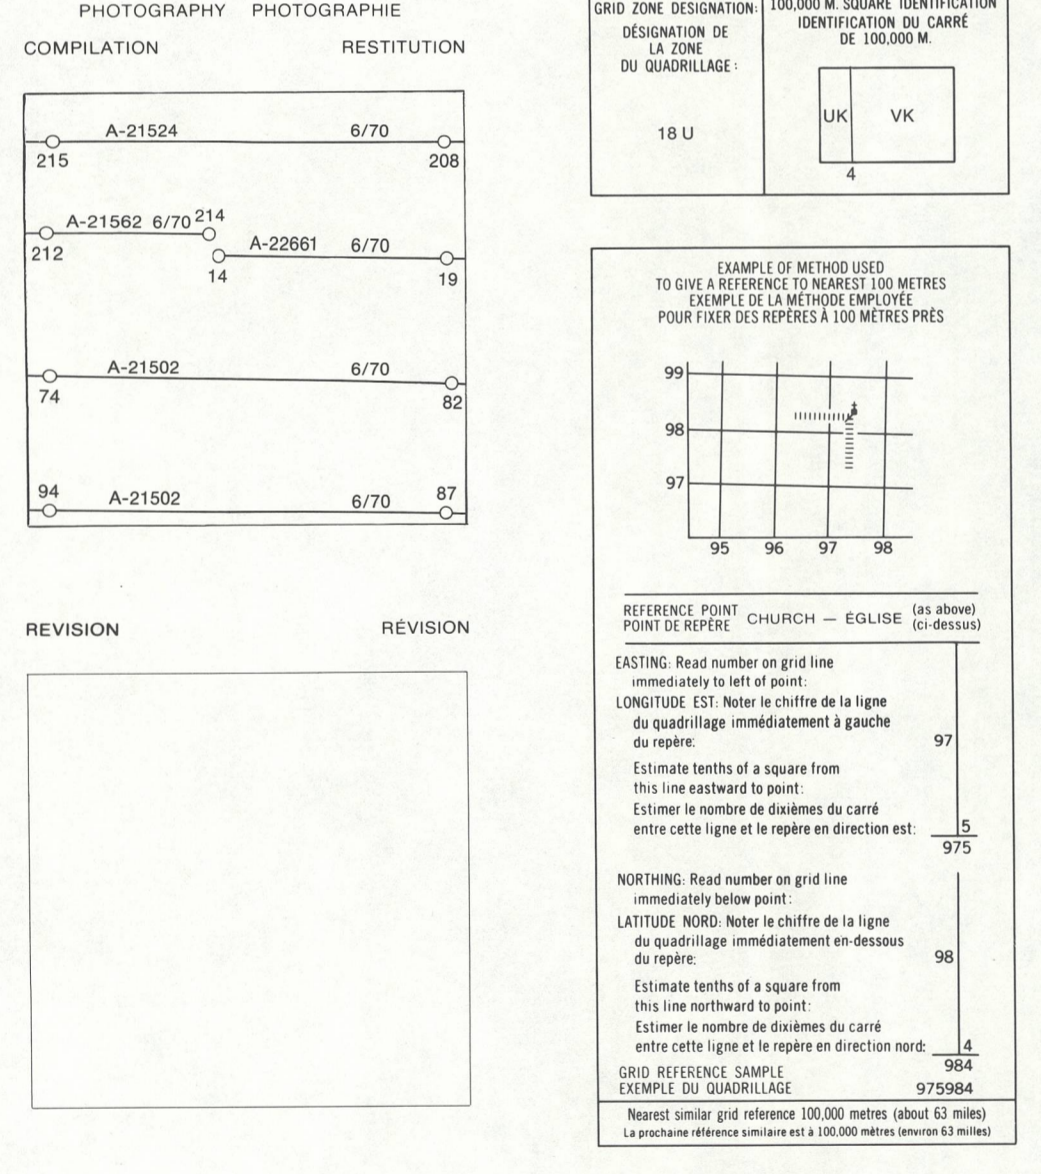 PHOTOGRAPHY PHOTOGRAPHIE
COMPILATION RESTITUTION
A-21524 6/70
215 208
A-21562 6/70 214
212
A-22661 6/70
14 19
A-21502 6/70
74 82
94 87
A-21502 6/70
REVISION RÉVISION
GRID ZONE DESIGNATION:
DÉSIGNATION DE
LA ZONE
DU QUADRILLAGE :
18 U
100,000 M. SQUARE IDENTIFICATION
IDENTIFICATION DU CARRÉ
DE 100,000 M.
UK VK
4
EXAMPLE OF METHOD USED
TO GIVE A REFERENCE TO NEAREST 100 METRES
EXEMPLE DE LA MÉTHODE EMPLOYÉE
POUR FIXER DES REPÈRES À 100 MÈTRES PRÈS
99
98
97
95 96 97 98
REFERENCE POINT
POINT DE REPÈRE
CHURCH — ÉGLISE
(as above)
(ci-dessus)
EASTING: Read number on grid line
immediately to left of point:
LONGITUDE EST: Noter le chiffre de la ligne
du quadrillage immédiatement à gauche
du repère: 97
Estimate tenths of a square from
this line eastward to point:
Estimer le nombre de dixièmes du carré
entre cette ligne et le repère en direction est: 5
975
NORTHING: Read number on grid line
immediately below point:
LATITUDE NORD: Noter le chiffre de la ligne
du quadrillage immédiatement en-dessous
du repère: 98
Estimate tenths of a square from
this line northward to point:
Estimer le nombre de dixièmes du carré
entre cette ligne et le repère en direction nord: 4
984
GRID REFERENCE SAMPLE
EXEMPLE DU QUADRILLAGE 975984
Nearest similar grid reference 100,000 metres (about 63 miles)
La prochaine référence similaire est à 100,000 mètres (environ 63 milles)